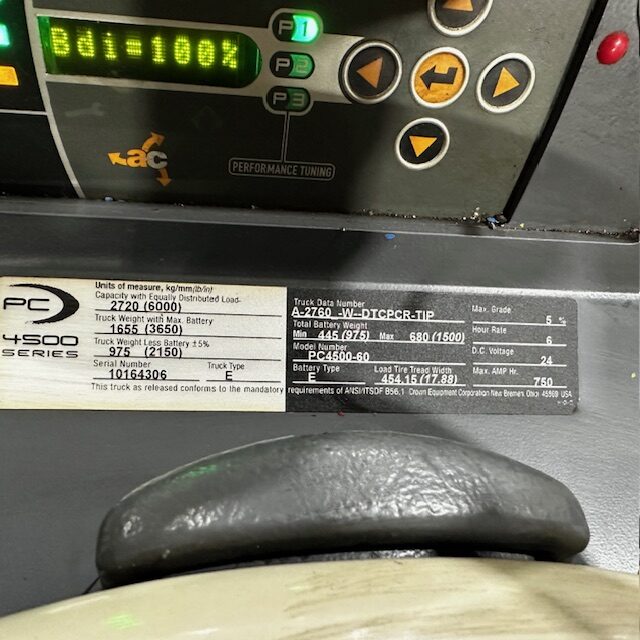 Bdi=100%
P1
P2
P3
ac
PERFORMANCE TUNING
PC
4500
SERIES
Units of measure, kg/mm(lb/in)
Capacity with Equally Distributed Load-
2720 (6000)
Truck Weight with Max. Battery
1655 (3650)
Truck Weight Less Battery ±5%
975 (2150)
Serial Number
10164306
Truck Type
E
This truck as released conforms to the mandatory requirements of ANSI/ITSDF B56.1 Crown Equipment Corporation New Bremen, Ohio 45869 USA
Truck Data Number
A-2760 -W-DTCPCR-TIP
Total Battery Weight
Min 445 (975) Max 680 (1500)
Model Number
PC4500-60
Battery Type
E
Load Tire Tread Width
454.15 (17.88)
Max. Grade
5 %
Hour Rate
6
D.C. Voltage
24
Max. AMP Hr.
750